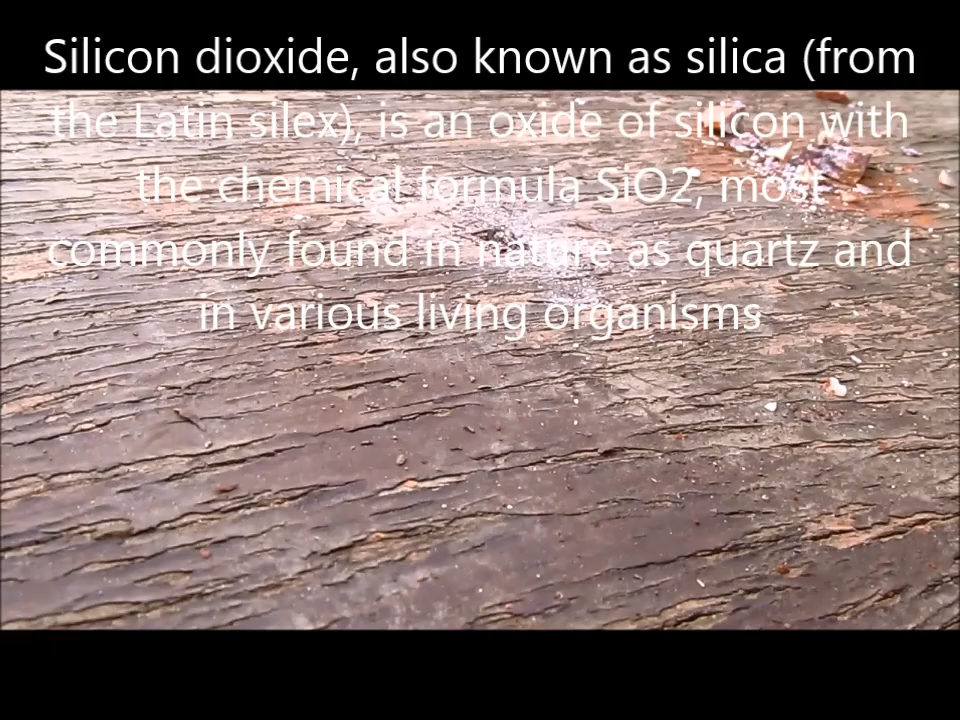 Silicon dioxide, also known as silica (from
the Latin silex), is an oxide of silicon with
the chemical formula SiO2, most
commonly found in nature as quartz and
in various living organisms